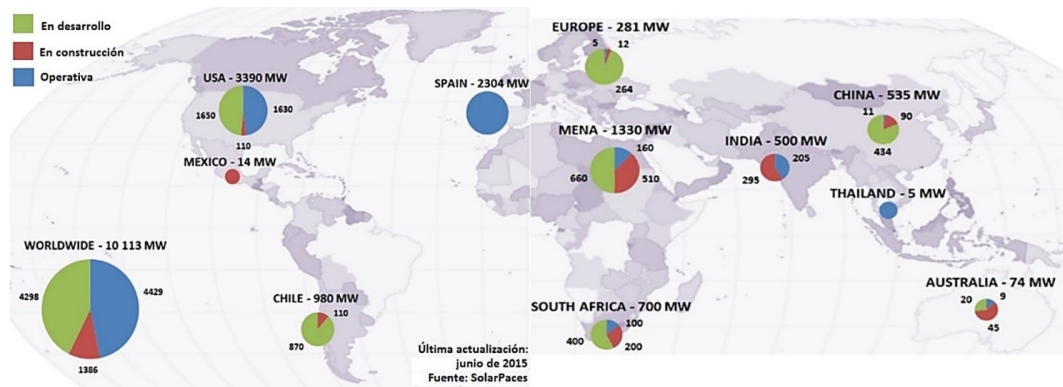 En desarrollo
En construcción
Operativa
USA - 3390 MW
1650
1630
110
MEXICO - 14 MW
SPAIN - 2304 MW
EUROPE - 281 MW
5
12
264
MENA - 1330 MW
160
660
510
INDIA - 500 MW
205
295
CHINA - 535 MW
11
90
434
THAILAND - 5 MW
WORLDWIDE - 10 113 MW
4298
4429
1386
CHILE - 980 MW
110
870
SOUTH AFRICA - 700 MW
100
400
200
AUSTRALIA - 74 MW
20
9
45
Última actualización:
junio de 2015
Fuente: SolarPaces